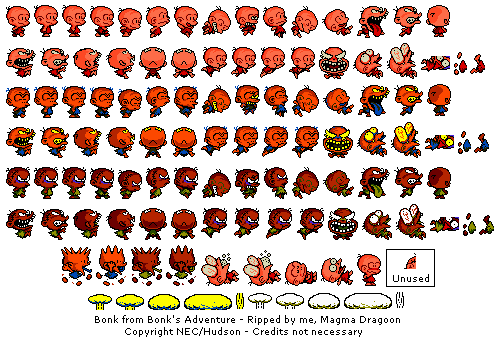 Unused
Bonk from Bonk's Adventure - Ripped by me, Magma Dragoon
Copyright NEC/Hudson - Credits not necessary